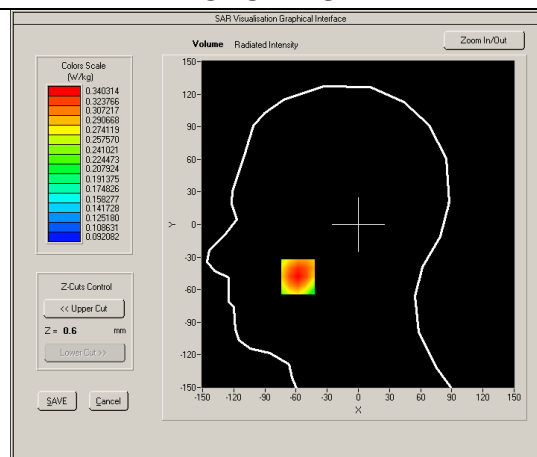 SAR Visualisation Graphical Interface
Volume Radiated Intensity
Zoom In/Out
Colors Scale
(W/kg)
0.340314
0.323766
0.307217
0.290668
0.274119
0.257570
0.241021
0.224473
0.207924
0.191375
0.174826
0.158277
0.141728
0.125180
0.108631
0.092082
Z-Cuts Control
<< Upper Cut
Z = 0.6 mm
Lower Cut >>
SAVE
Cancel
150
120
90
60
30
0
-30
-60
-90
-120
-150
Y
-150 -120 -90 -60 -30 0 30 60 90 120 150
X